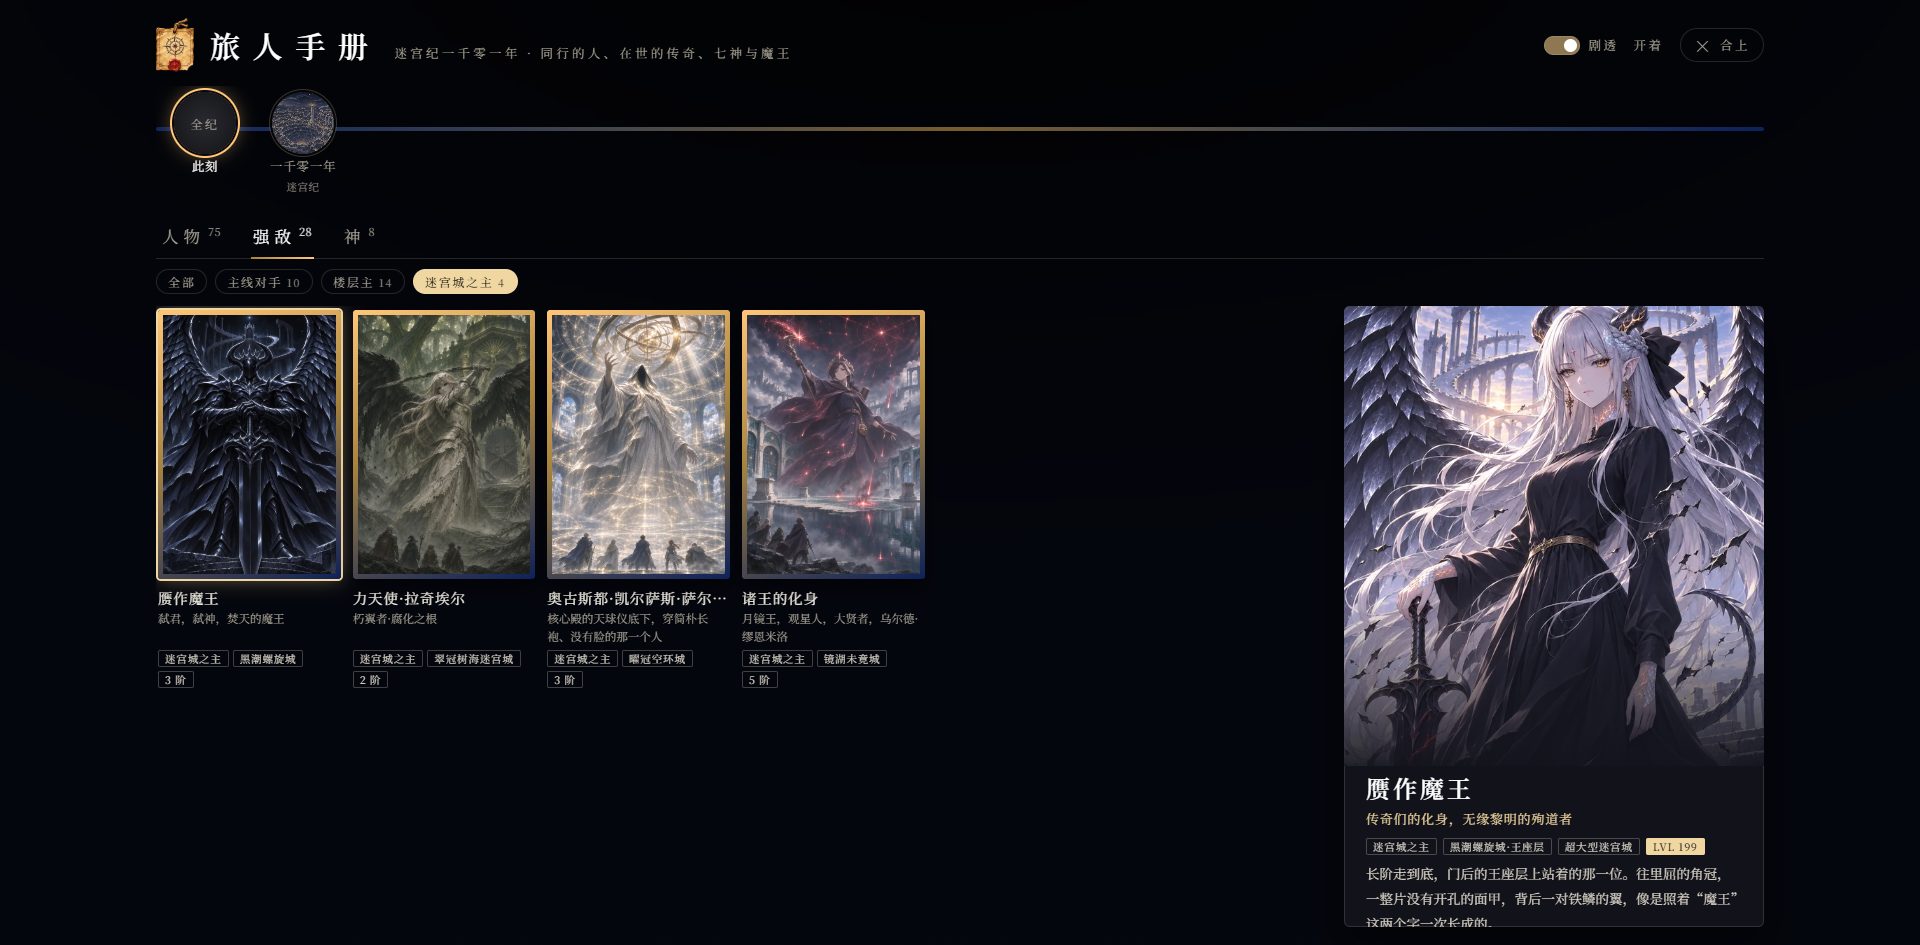 旅人手册
迷宫纪一千零一年 · 同行的人、在世的传奇、七神与魔王
剧透 开着
合上
全纪
此刻
一千零一年
迷宫纪
人物 75
强敌 28
神 8
全部
主线对手 10
楼层主 14
迷宫城之主 4
赝作魔王
弑君，弑神，焚天的魔王
迷宫城之主 黑潮螺旋城
3 阶
力天使·拉奇埃尔
朽翼者·腐化之根
迷宫城之主 翠冠树海迷宫城
2 阶
奥古斯都·凯尔萨斯·萨尔…
核心殿的天球仪底下，穿简朴长
袍、没有脸的那一个人
迷宫城之主 曜冠空环城
3 阶
诸王的化身
月镜王，观星人，大贤者，乌尔德·
缪恩米洛
迷宫城之主 镜湖未竟城
5 阶
赝作魔王
传奇们的化身，无缘黎明的殉道者
迷宫城之主 黑潮螺旋城·王座层 超大型迷宫城 LVL 199
长阶走到底，门后的王座层上站着的那一位。往里屈的角冠，
一整片没有开孔的面甲，背后一对铁鳞的翼，像是照着“魔王”
这两个字一次长成的。